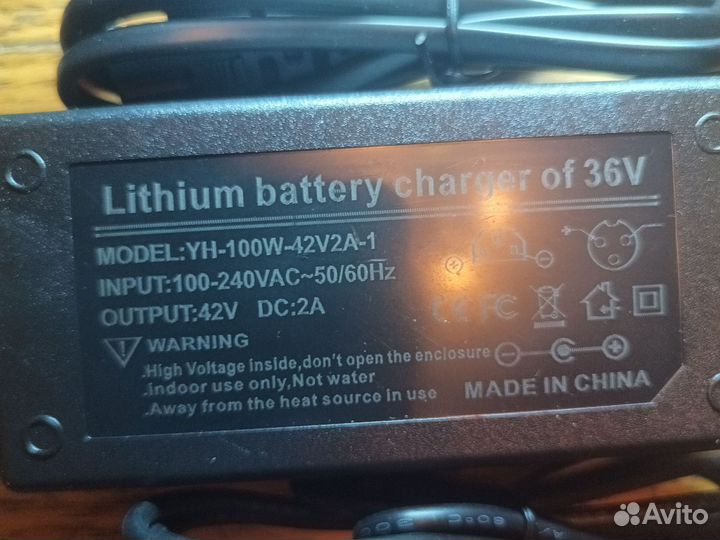 Lithium battery charger of 36V
MODEL:YH-100W-42V2A-1
INPUT:100-240VAC~50/60Hz
OUTPUT:42V DC:2A
CE FC
WARNING
.High Voltage inside,don't open the enclosure
.indoor use only,Not water
.Away from the heat source in use
MADE IN CHINA
Avito